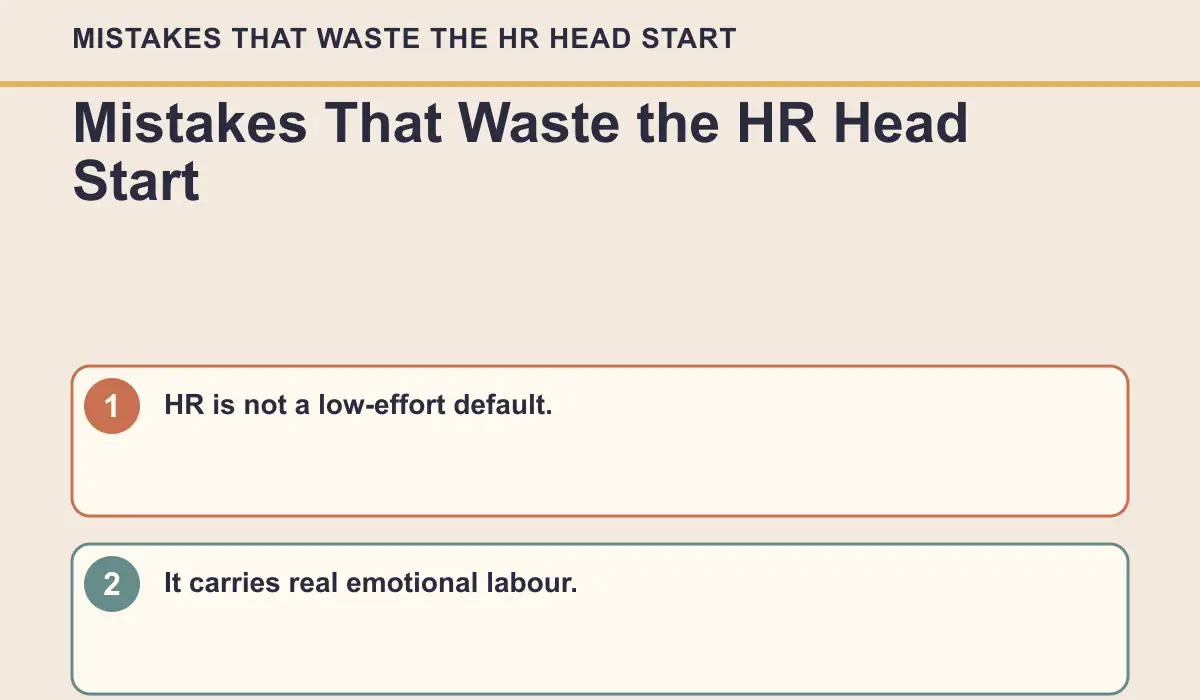 MISTAKES THAT WASTE THE HR HEAD START
Mistakes That Waste the HR Head
Start
1
HR is not a low-effort default.
2
It carries real emotional labour.